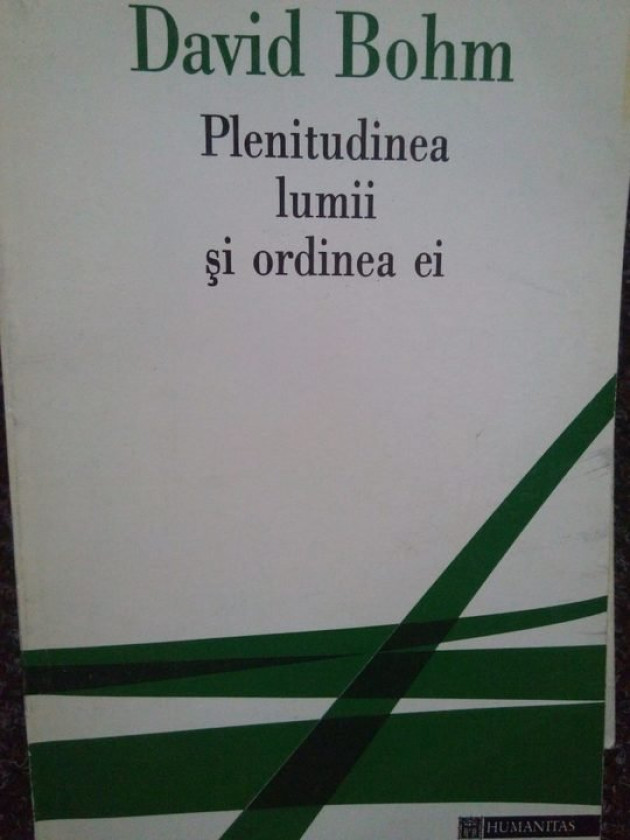 David Bohm
Plenitudinea
lumii
şi ordinea ei
HUMANITAS